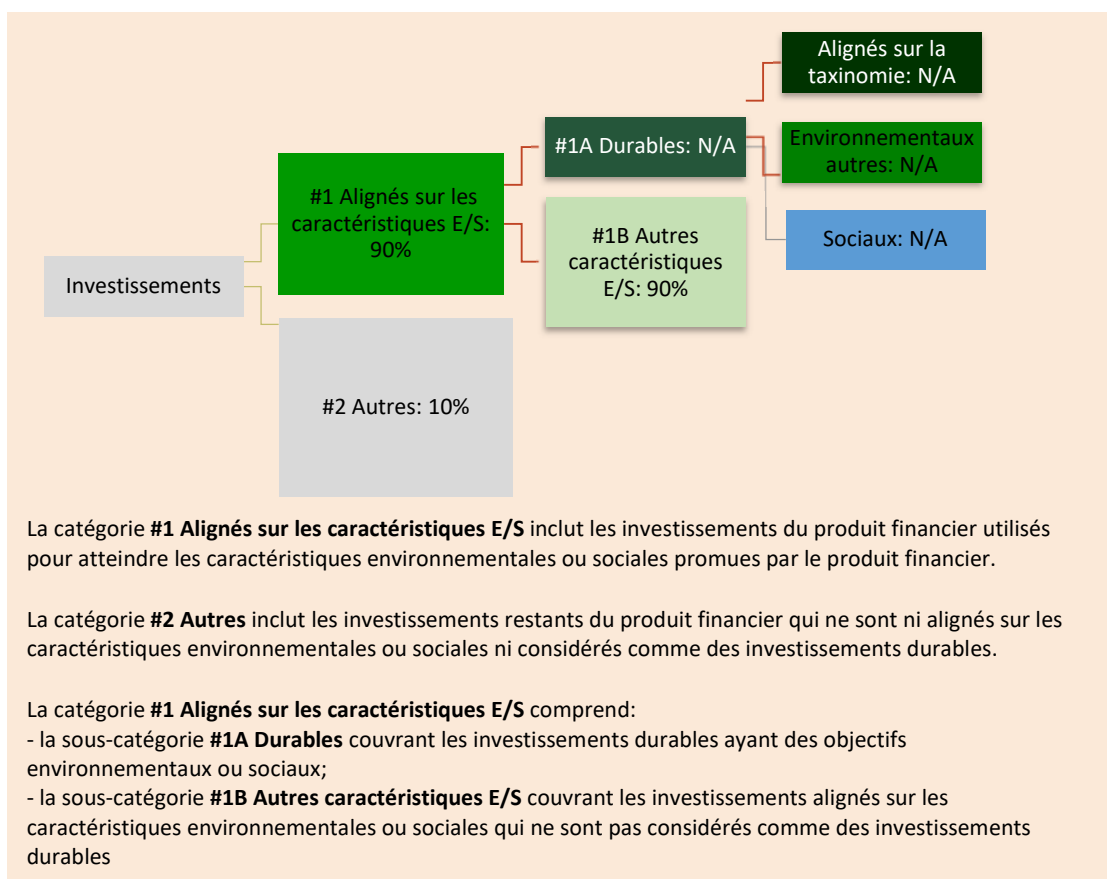 Alignés sur la
taxinomie: N/A
#1A Durables: N/A
Environnementaux
autres: N/A
#1 Alignés sur les
caractéristiques E/S:
90%
#1B Autres
caractéristiques
E/S: 90%
Sociaux: N/A
Investissements
#2 Autres: 10%
La catégorie #1 Alignés sur les caractéristiques E/S inclut les investissements du produit financier utilisés
pour atteindre les caractéristiques environnementales ou sociales promues par le produit financier.
La catégorie #2 Autres inclut les investissements restants du produit financier qui ne sont ni alignés sur les
caractéristiques environnementales ou sociales ni considérés comme des investissements durables.
La catégorie #1 Alignés sur les caractéristiques E/S comprend:
- la sous-catégorie #1A Durables couvrant les investissements durables ayant des objectifs
environnementaux ou sociaux;
- la sous-catégorie #1B Autres caractéristiques E/S couvrant les investissements alignés sur les
caractéristiques environnementales ou sociales qui ne sont pas considérés comme des investissements
durables